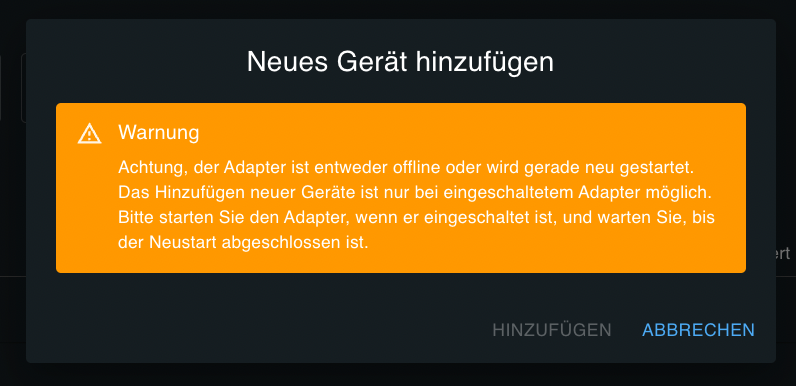 Neues Gerät hinzufügen
Warnung
Achtung, der Adapter ist entweder offline oder wird gerade neu gestartet.
Das Hinzufügen neuer Geräte ist nur bei eingeschaltetem Adapter möglich.
Bitte starten Sie den Adapter, wenn er eingeschaltet ist, und warten Sie, bis
der Neustart abgeschlossen ist.
ert
HINZUFÜGEN ABBRECHEN